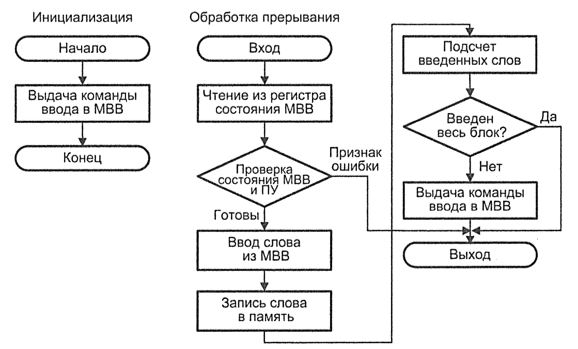 Инициализация
Начало
Выдача команды
ввода в МВВ
Конец
Обработка прерывания
Вход
Чтение из регистра
состояния МВВ
Проверка
состояния МВВ
и ПУ
Признак
ошибки
Готовы
Ввод слова
из МВВ
Запись слова
в память
Подсчет
введенных слов
Введен
весь блок?
Да
Нет
Выдача команды
ввода в МВВ
Выход